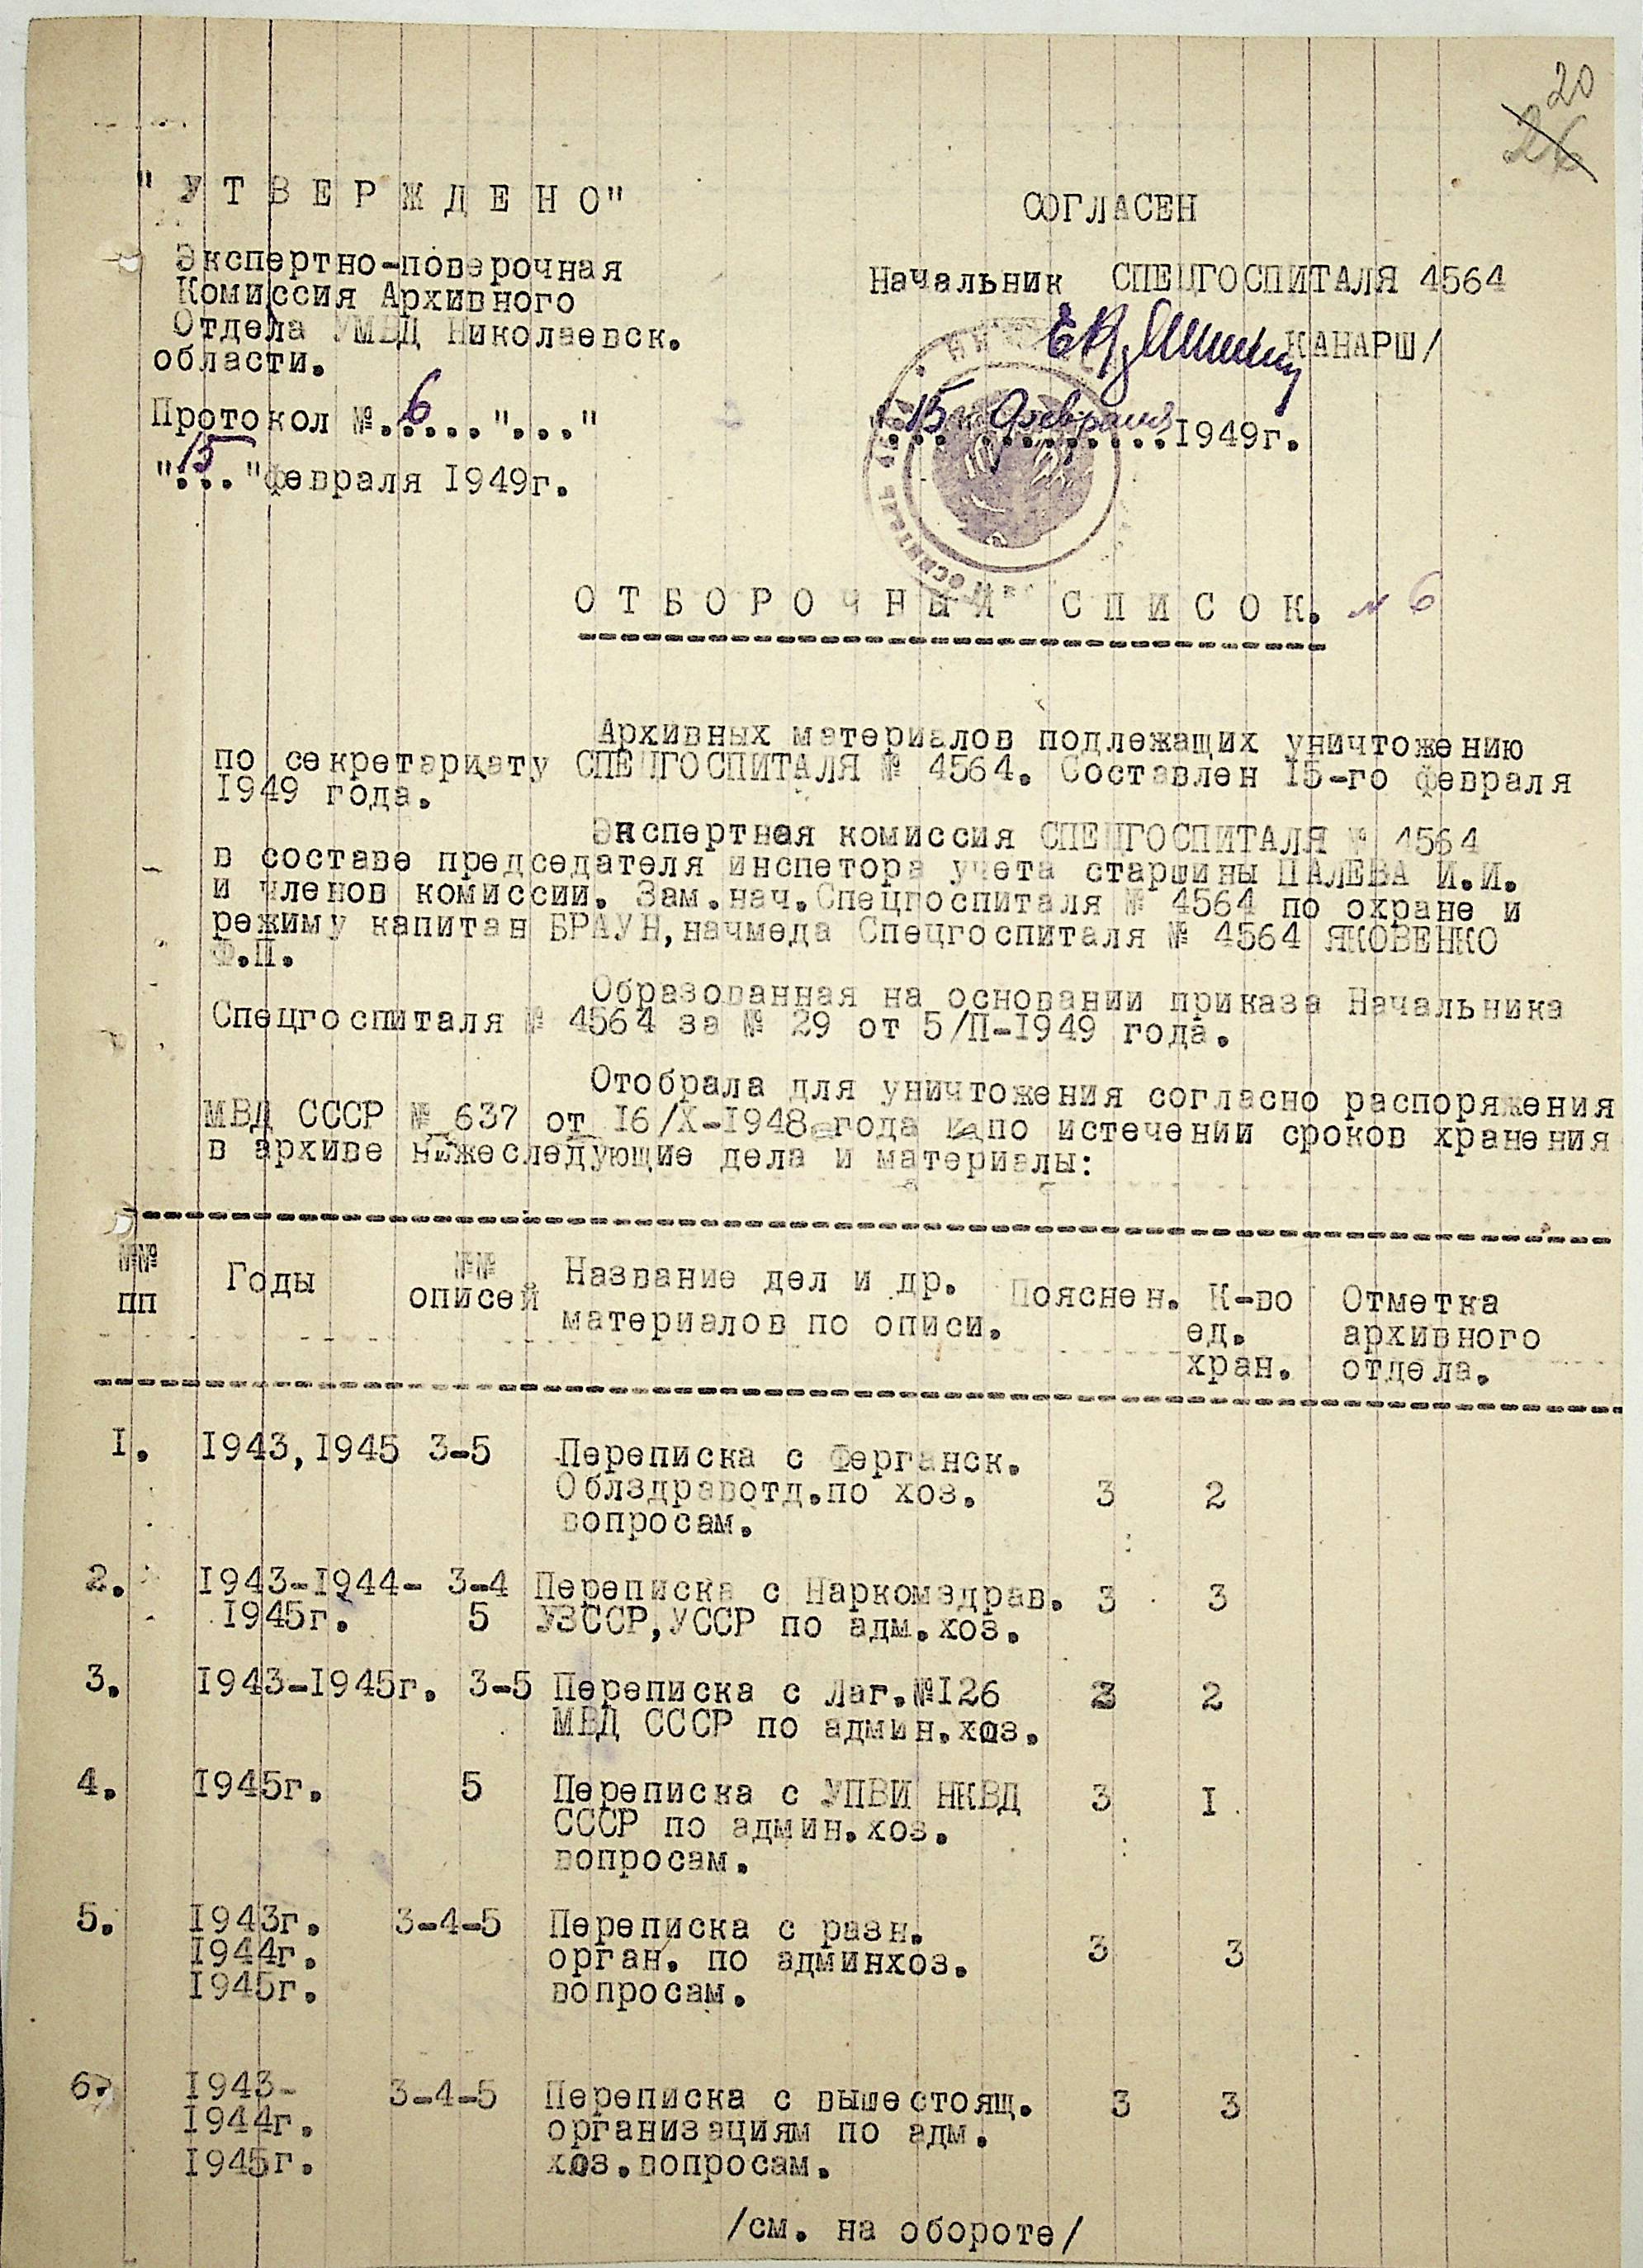 20
26
"УТВЕРЖДЕНО"
Экспертно-поверочная
Комиссия Архивного
Отдела УМВД Николаевск.
области.
Протокол №. 6 ...."..."
"15"февраля 1949г.
СОГЛАСЕН
Начальник СПЕЦГОСПИТАЛЯ 4564
КАНАРШ/
"15" Февраля 1949г.
ОТБОРОЧНЫЙ СПИСОК. № 6
Архивных материалов подлежащих уничтожению
по секретариату СПЕЦГОСПИТАЛЯ № 4564. Составлен 15-го февраля
1949 года.
Экспертная комиссия СПЕЦГОСПИТАЛЯ № 4564
в составе председателя инспетора учета старшины ПАЛЕВА И.И.
и членов комиссии. Зам.нач.Спецгоспиталя № 4564 по охране и
режиму капитан БРАУН,начмеда Спецгоспиталя № 4564 ЯКОВЕНКО
Ф.П.
Образованная на основании приказа Начальника
Спецгоспиталя № 4564 за № 29 от 5/II-1949 года.
Отобрала для уничтожения согласно распоряжения
МВД СССР № 637 от 16/X-1948 года и по истечении сроков хранения
в архиве нижеследующие дела и материалы:
№№ пп Годы №№ описей Название дел и др. материалов по описи. Пояснен. К-во ед. хран. Отметка архивного отдела.
1. 1943,1945 3-5 Переписка с Ферганск.
Облздравотд.по хоз. 3 2
вопросам.
2. 1943-1944- 3-4 Переписка с Наркомздрав. 3 3
1945г. 5 УЗССР,УССР по адм.хоз.
3. 1943-1945г. 3-5 Переписка с Лаг.№126 3 2
МВД СССР по админ.хоз.
4. 1945г. 5 Переписка с УПВИ НКВД 3 1
СССР по админ.хоз.
вопросам.
5. 1943г. 3-4-5 Переписка с разн.
1944г. орган. по админхоз. 3 3
1945г. вопросам.
6. 1943- 3-4-5 Переписка с вышестоящ. 3 3
1944г. организациям по адм.
1945г. хоз.вопросам.
/см. на обороте/